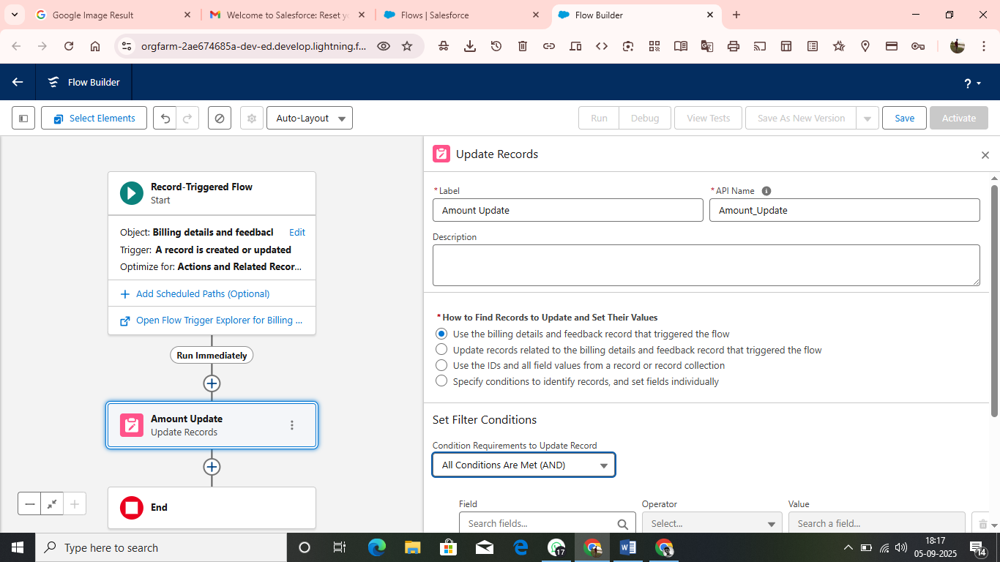 Google Image Result
Welcome to Salesforce: Reset yo
Flows | Salesforce
Flow Builder
orgfarm-2ae674685a-dev-ed.develop.lightning.f...
Flow Builder
?
Select Elements
Auto-Layout
Run
Debug
View Tests
Save As New Version
Save
Activate
Record-Triggered Flow
Start
Object: Billing details and feedbacl
Edit
Trigger: A record is created or updated
Optimize for: Actions and Related Recor...
Add Scheduled Paths (Optional)
Open Flow Trigger Explorer for Billing ...
Run Immediately
Amount Update
Update Records
End
Update Records
*Label
*API Name
Amount Update
Amount_Update
Description
*How to Find Records to Update and Set Their Values
Use the billing details and feedback record that triggered the flow
Update records related to the billing details and feedback record that triggered the flow
Use the IDs and all field values from a record or record collection
Specify conditions to identify records, and set fields individually
Set Filter Conditions
Condition Requirements to Update Record
All Conditions Are Met (AND)
Field
Operator
Value
Search fields...
Select...
Search a field...
Type here to search
17
18:17
05-09-2025
14